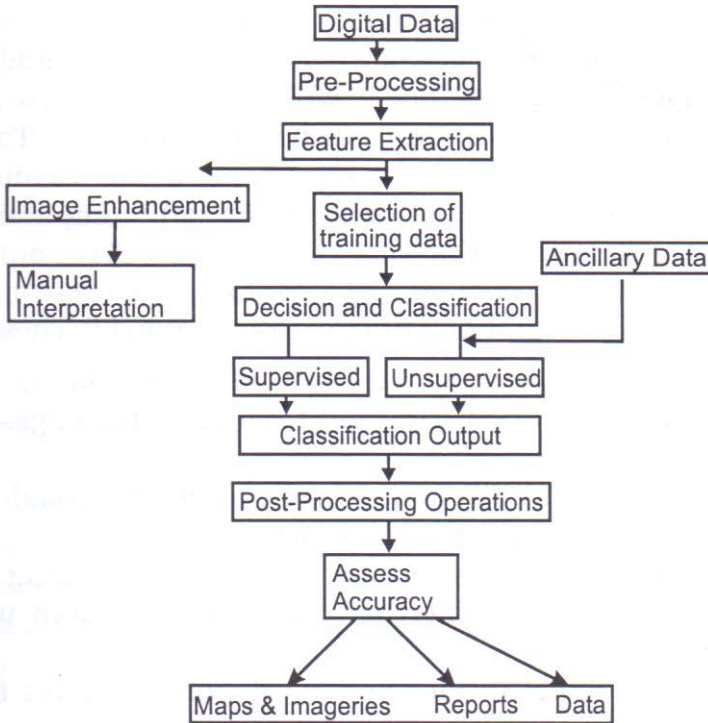 Digital Data
Pre-Processing
Feature Extraction
Image Enhancement
Selection of
training data
Manual
Interpretation
Ancillary Data
Decision and Classification
Supervised
Unsupervised
Classification Output
Post-Processing Operations
Assess
Accuracy
Maps & Imageries Reports Data